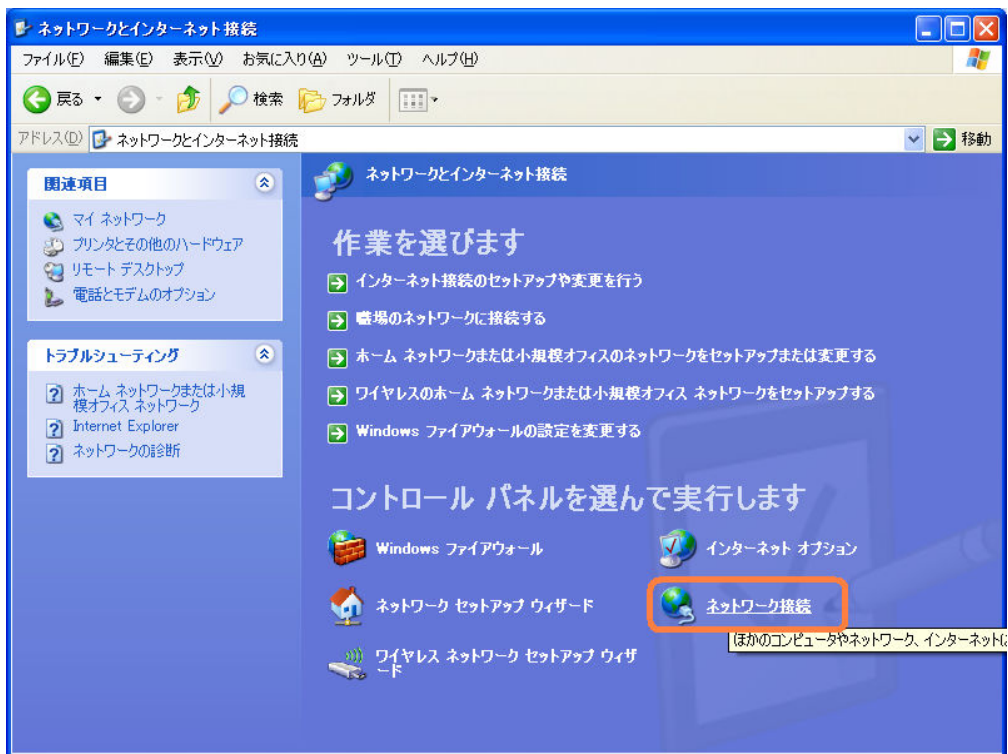 ネットワークとインターネット接続
ファイル(F) 編集(E) 表示(V) お気に入り(A) ツール(T) ヘルプ(H)
戻る 検索 フォルダ
アドレス(D) ネットワークとインターネット接続 移動
関連項目
マイ ネットワーク
プリンタとその他のハードウェア
リモート デスクトップ
電話とモデムのオプション
トラブルシューティング
ホーム ネットワークまたは小規
模オフィス ネットワーク
Internet Explorer
ネットワークの診断
ネットワークとインターネット接続
作業を選びます
インターネット接続のセットアップや変更を行う
職場のネットワークに接続する
ホーム ネットワークまたは小規模オフィスのネットワークをセットアップまたは変更する
ワイヤレスのホーム ネットワークまたは小規模オフィス ネットワークをセットアップする
Windows ファイアウォールの設定を変更する
コントロール パネルを選んで実行します
Windows ファイアウォール インターネット オプション
ネットワーク セットアップ ウィザード ネットワーク接続
ほかのコンピュータやネットワーク、インターネットに
ワイヤレス ネットワーク セットアップ ウィザ
ード